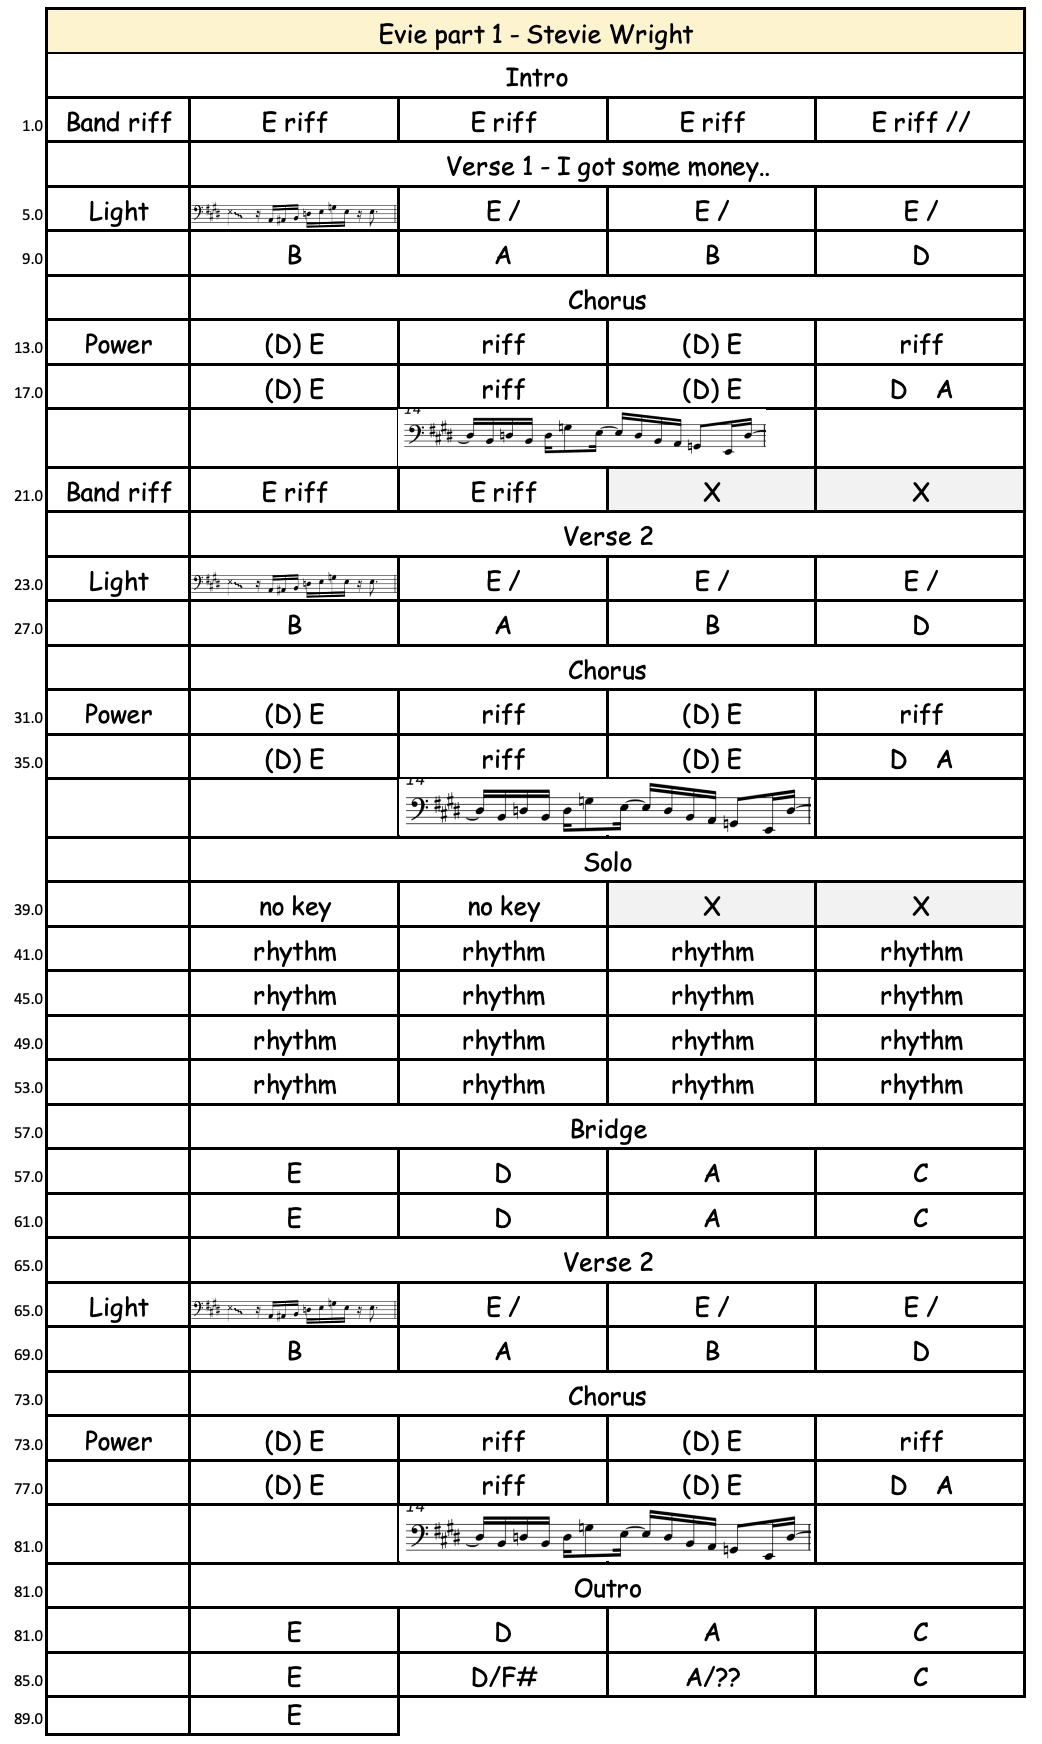 Evie part 1 - Stevie Wright
Intro
1.0 Band riff E riff E riff E riff E riff //
Verse 1 - I got some money..
5.0 Light E / E / E /
9.0 B A B D
Chorus
13.0 Power (D) E riff (D) E riff
17.0 (D) E riff (D) E D A
14
21.0 Band riff E riff E riff X X
Verse 2
23.0 Light E / E / E /
27.0 B A B D
Chorus
31.0 Power (D) E riff (D) E riff
35.0 (D) E riff (D) E D A
14
Solo
39.0 no key no key X X
41.0 rhythm rhythm rhythm rhythm
45.0 rhythm rhythm rhythm rhythm
49.0 rhythm rhythm rhythm rhythm
53.0 rhythm rhythm rhythm rhythm
57.0 Bridge
57.0 E D A C
61.0 E D A C
65.0 Verse 2
65.0 Light E / E / E /
69.0 B A B D
73.0 Chorus
73.0 Power (D) E riff (D) E riff
77.0 (D) E riff (D) E D A
14
81.0
81.0 Outro
81.0 E D A C
85.0 E D/F# A/?? C
89.0 E